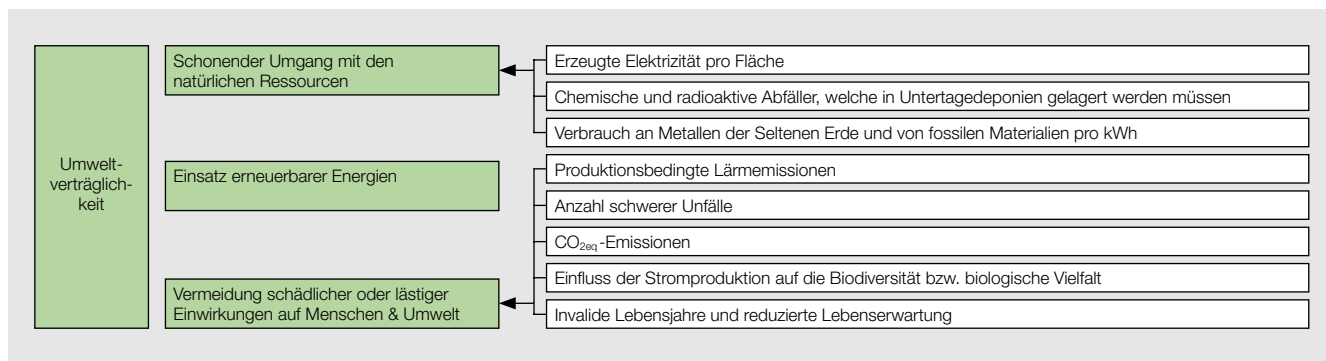 Umwelt-
verträglich-
keit
Schonender Umgang mit den
natürlichen Ressourcen
Erzeugte Elektrizität pro Fläche
Chemische und radioaktive Abfäller, welche in Untertagedeponien gelagert werden müssen
Verbrauch an Metallen der Seltenen Erde und von fossilen Materialien pro kWh
Einsatz erneuerbarer Energien
Produktionsbedingte Lärmemissionen
Anzahl schwerer Unfälle
CO₂eq-Emissionen
Einfluss der Stromproduktion auf die Biodiversität bzw. biologische Vielfalt
Vermeidung schädlicher oder lästiger
Einwirkungen auf Menschen & Umwelt
Invalide Lebensjahre und reduzierte Lebenserwartung